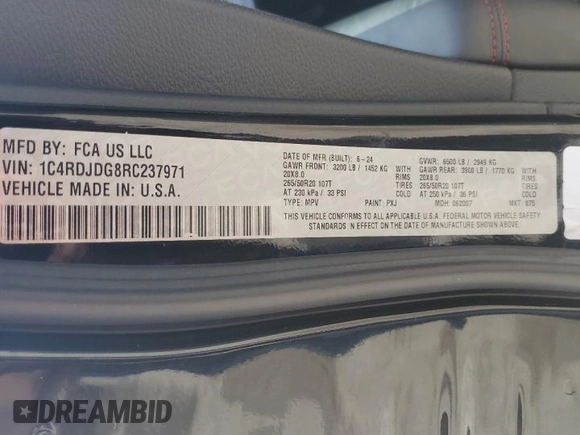 MFD BY: FCA US LLC
VIN: 1C4RDJDG8RC237971
VEHICLE MADE IN U.S.A.
DATE OF MFR (BUILT): 6-24
GAWR FRONT: 3200 LB / 1452 KG WITH
20X8.0 RIMS
265/50R20 107T TIRES
AT 230 kPa / 33 PSI
TYPE: MPV PAINT: PXJ
GVWR: 6500 LB / 2949 KG
GAWR REAR: 3900 LB / 1770 KG WITH
20X8.0 RIMS
265/50R20 107T TIRES
AT 250 kPa / 36 PSI
MDH: 062007 MKT: 875
THIS VEHICLE CONFORMS TO ALL APPLICABLE U.S.A. FEDERAL MOTOR VEHICLE SAFETY
STANDARDS IN EFFECT ON THE DATE OF MANUFACTURE SHOWN ABOVE.
DREAMBID